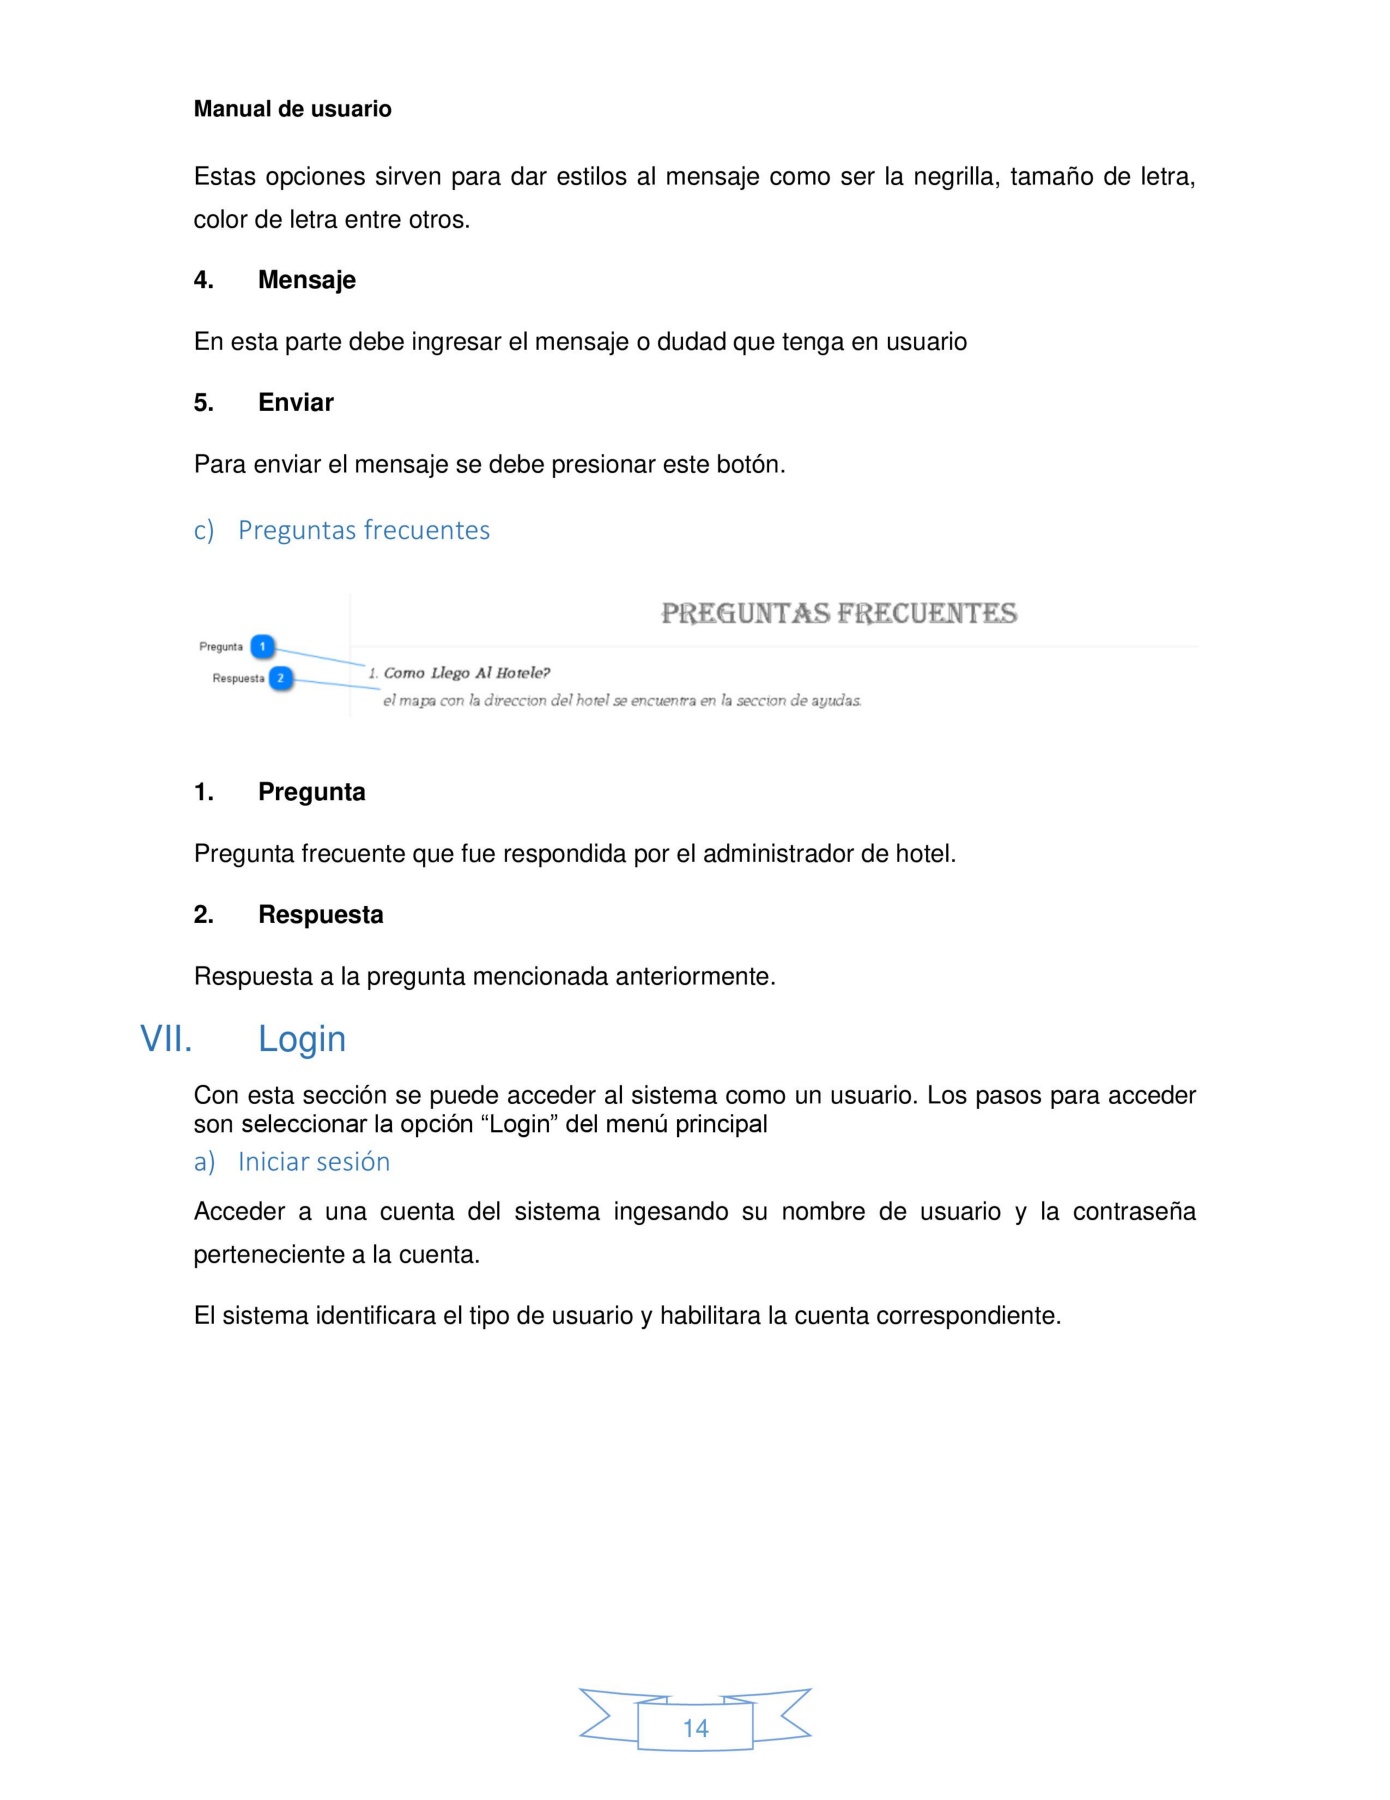 Manual de usuario
Estas opciones sirven para dar estilos al mensaje como ser la negrilla, tamaño de letra,
color de letra entre otros.
4. Mensaje
En esta parte debe ingresar el mensaje o dudad que tenga en usuario
5. Enviar
Para enviar el mensaje se debe presionar este botón.
c) Preguntas frecuentes
PREGUNTAS FRECUENTES
Pregunta 1
1. Como Llego Al Hotele?
Respuesta 2
el mapa con la direccion del hotel se encuentra en la seccion de ayudas.
1. Pregunta
Pregunta frecuente que fue respondida por el administrador de hotel.
2. Respuesta
Respuesta a la pregunta mencionada anteriormente.
VII. Login
Con esta sección se puede acceder al sistema como un usuario. Los pasos para acceder
son seleccionar la opción “Login” del menú principal
a) Iniciar sesión
Acceder a una cuenta del sistema ingesando su nombre de usuario y la contraseña
perteneciente a la cuenta.
El sistema identificara el tipo de usuario y habilitara la cuenta correspondiente.
14